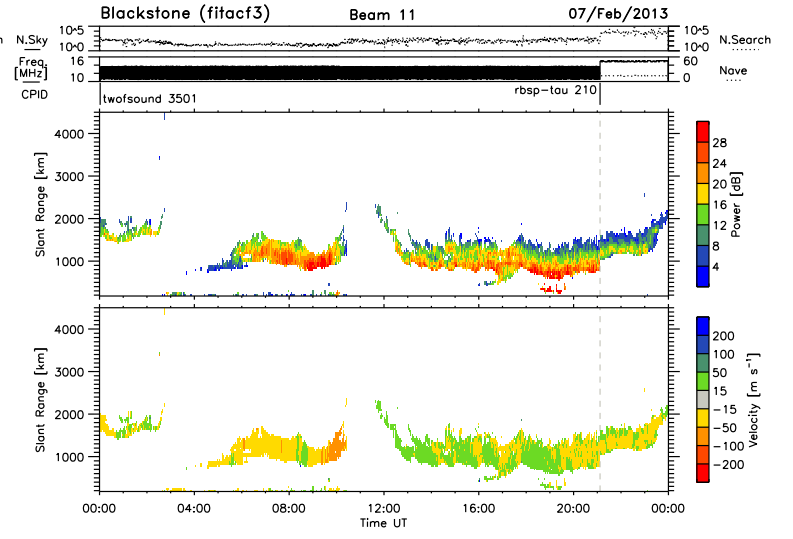 Blackstone (fitacf3)
Beam 11
07/Feb/2013
n N.Sky
10^5
10^0
10^5
10^0
N.Search
Freq.
[MHz]
16
10
60
0
Nave
CPID
twofsound 3501
rbsp-tau 210
Slant Range [km]
4000
3000
2000
1000
28
24
20
16
12
8
4
Power [dB]
Slant Range [km]
4000
3000
2000
1000
200
100
50
15
-15
-50
-100
-200
Velocity [m s⁻¹]
00:00
04:00
08:00
12:00
16:00
20:00
00:00
Time UT